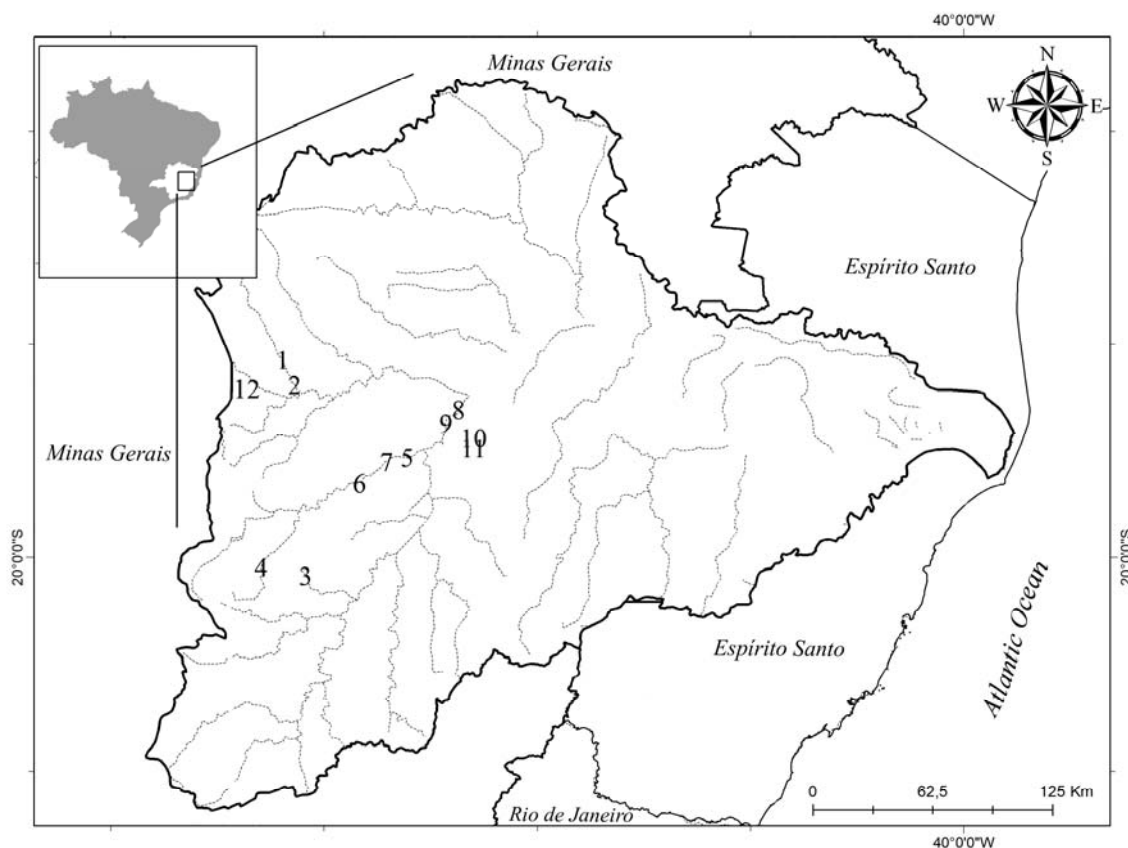 40°0'0"W
Minas Gerais
N
W
E
S
Espírito Santo
1
12
2
8
9
10
11
Minas Gerais
7
5
6
20°0'0"S
20°0'0"S
4
3
Espírito Santo
Atlantic Ocean
0
62,5
125 Km
Rio de Janeiro
40°0'0"W